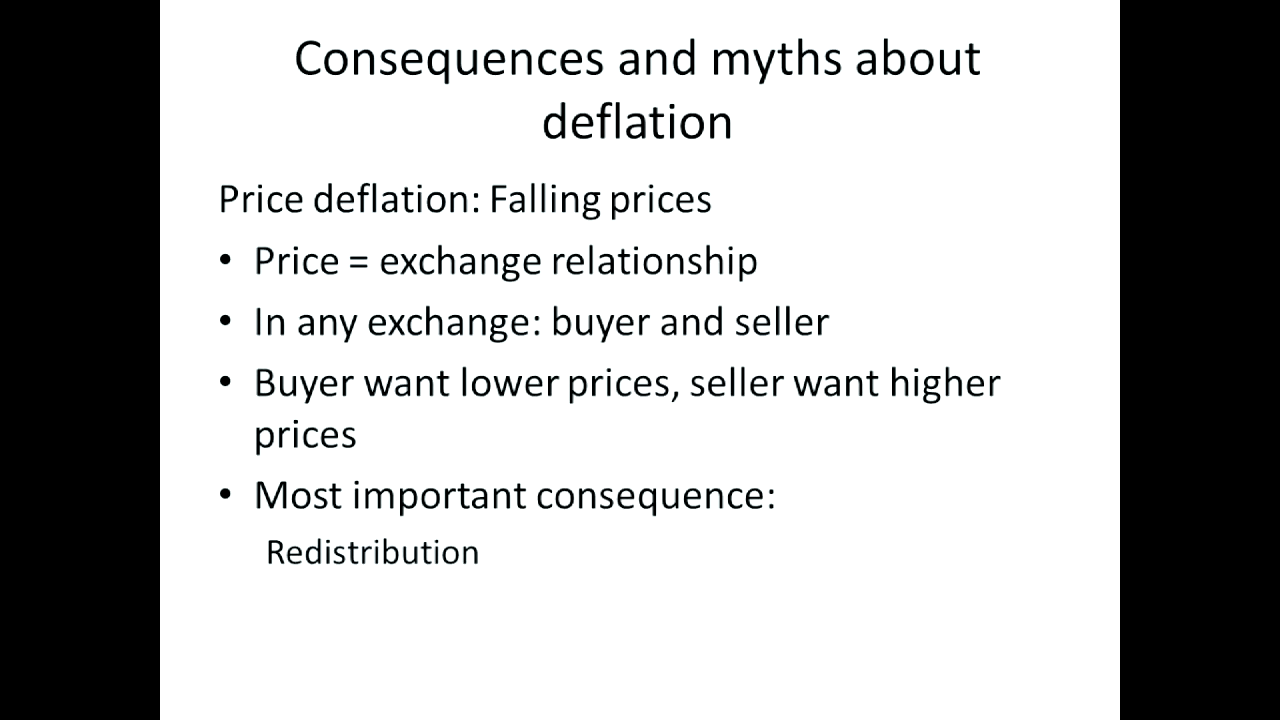 Consequences and myths about
deflation
Price deflation: Falling prices
• Price = exchange relationship
• In any exchange: buyer and seller
• Buyer want lower prices, seller want higher
prices
• Most important consequence:
Redistribution